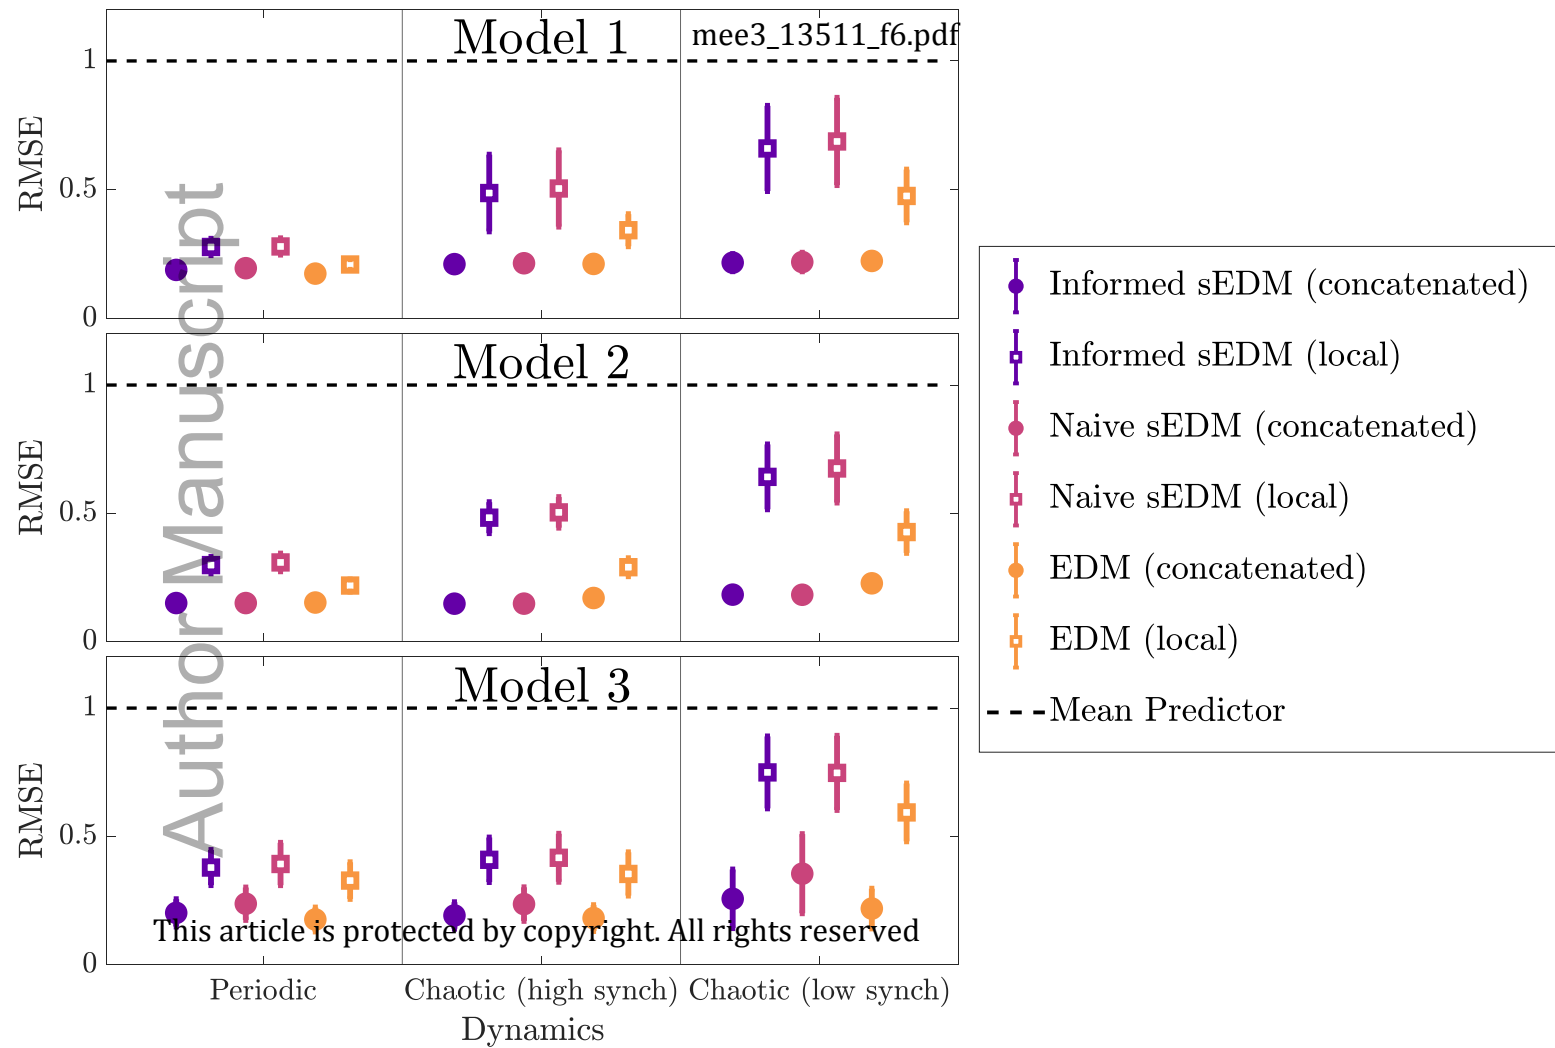 Model 1
mee3_13511_f6.pdf
1
0.5
0
RMSE
Model 2
1
0.5
0
RMSE
Model 3
1
0.5
0
RMSE
Author Manuscript
This article is protected by copyright. All rights reserved
Periodic
Chaotic (high synch)
Chaotic (low synch)
Dynamics
Informed sEDM (concatenated)
Informed sEDM (local)
Naive sEDM (concatenated)
Naive sEDM (local)
EDM (concatenated)
EDM (local)
Mean Predictor